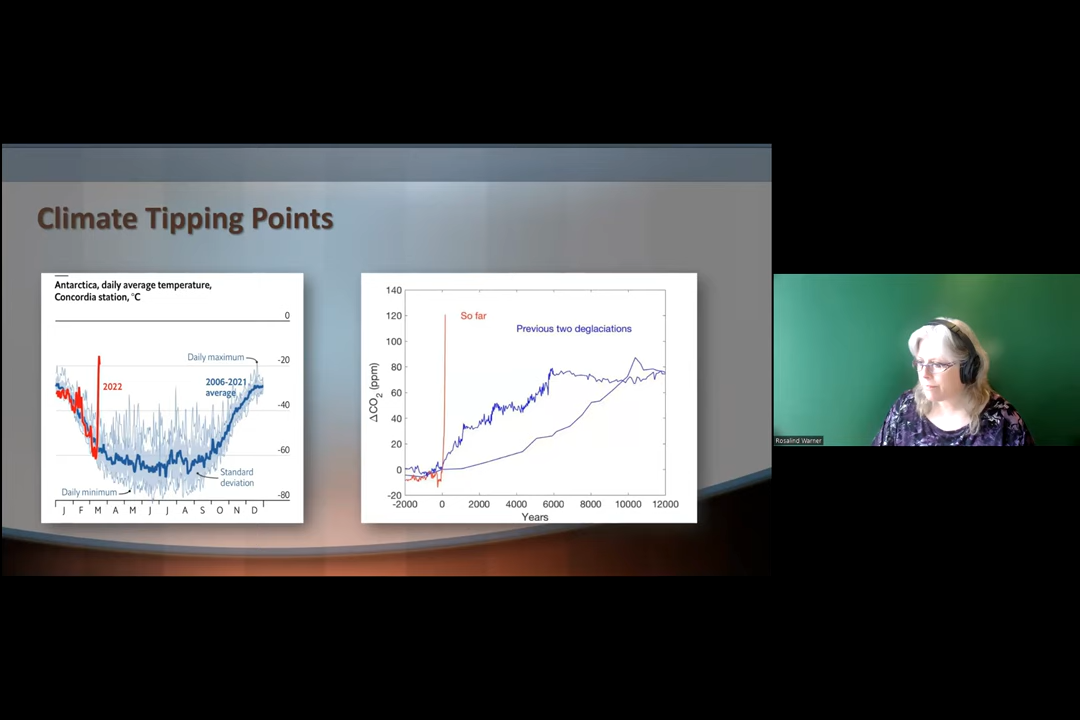 Climate Tipping Points
Antarctica, daily average temperature,
Concordia station, °C
0
Daily maximum
-20
2022
2006-2021
average
-40
-60
Standard
deviation
Daily minimum
-80
J F M A M J J A S O N D
140
120
100
80
60
40
20
0
-20
ΔCO2 (ppm)
So far
Previous two deglaciations
-2000 0 2000 4000 6000 8000 10000 12000
Years
Rosalind Warner